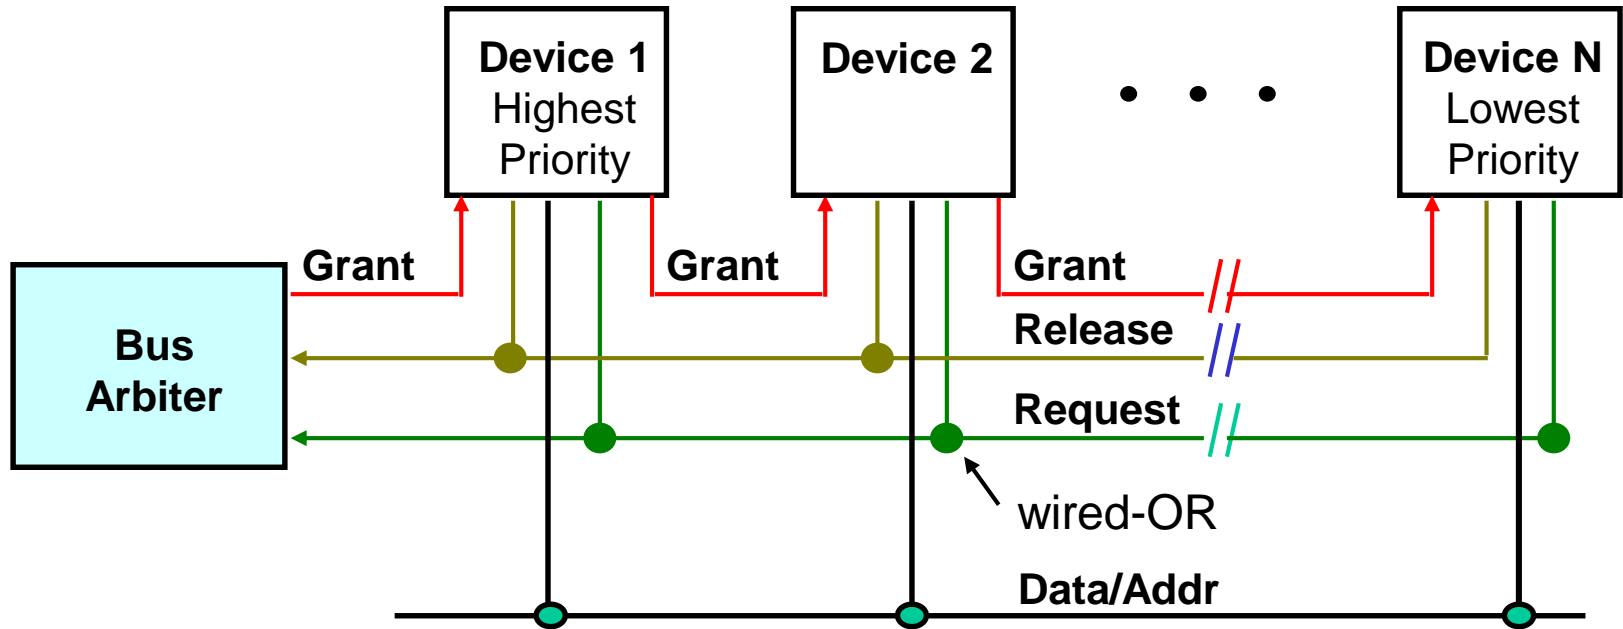 Device 1
Highest
Priority
Device 2
Device N
Lowest
Priority
Grant
Grant
Grant
Bus
Arbiter
Release
Request
wired-OR
Data/Addr